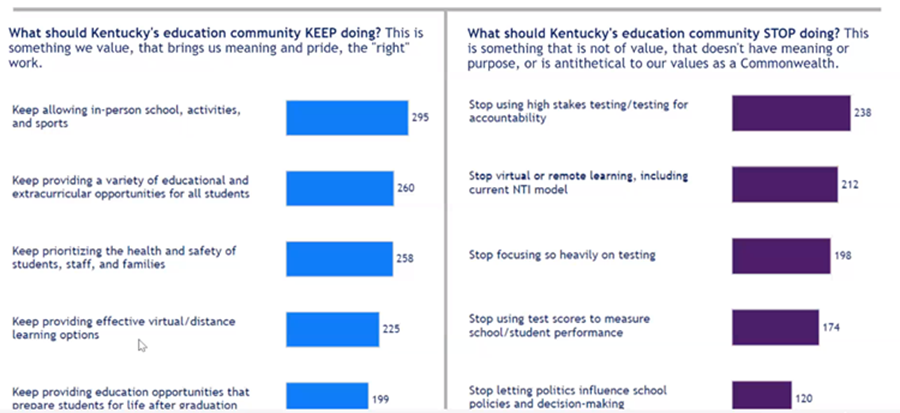 What should Kentucky's education community KEEP doing? This is
something we value, that brings us meaning and pride, the "right"
work.
Keep allowing in-person school, activities,
and sports
295
Keep providing a variety of educational and
extracurricular opportunities for all students
260
Keep prioritizing the health and safety of
students, staff, and families
258
Keep providing effective virtual/distance
learning options
225
Keep providing education opportunities that
prepare students for life after graduation
199
What should Kentucky's education community STOP doing? This
is something that is not of value, that doesn't have meaning or
purpose, or is antithetical to our values as a Commonwealth.
Stop using high stakes testing/testing for
accountability
238
Stop virtual or remote learning, including
current NTI model
212
Stop focusing so heavily on testing
198
Stop using test scores to measure
school/student performance
174
Stop letting politics influence school
policies and decision-making
120